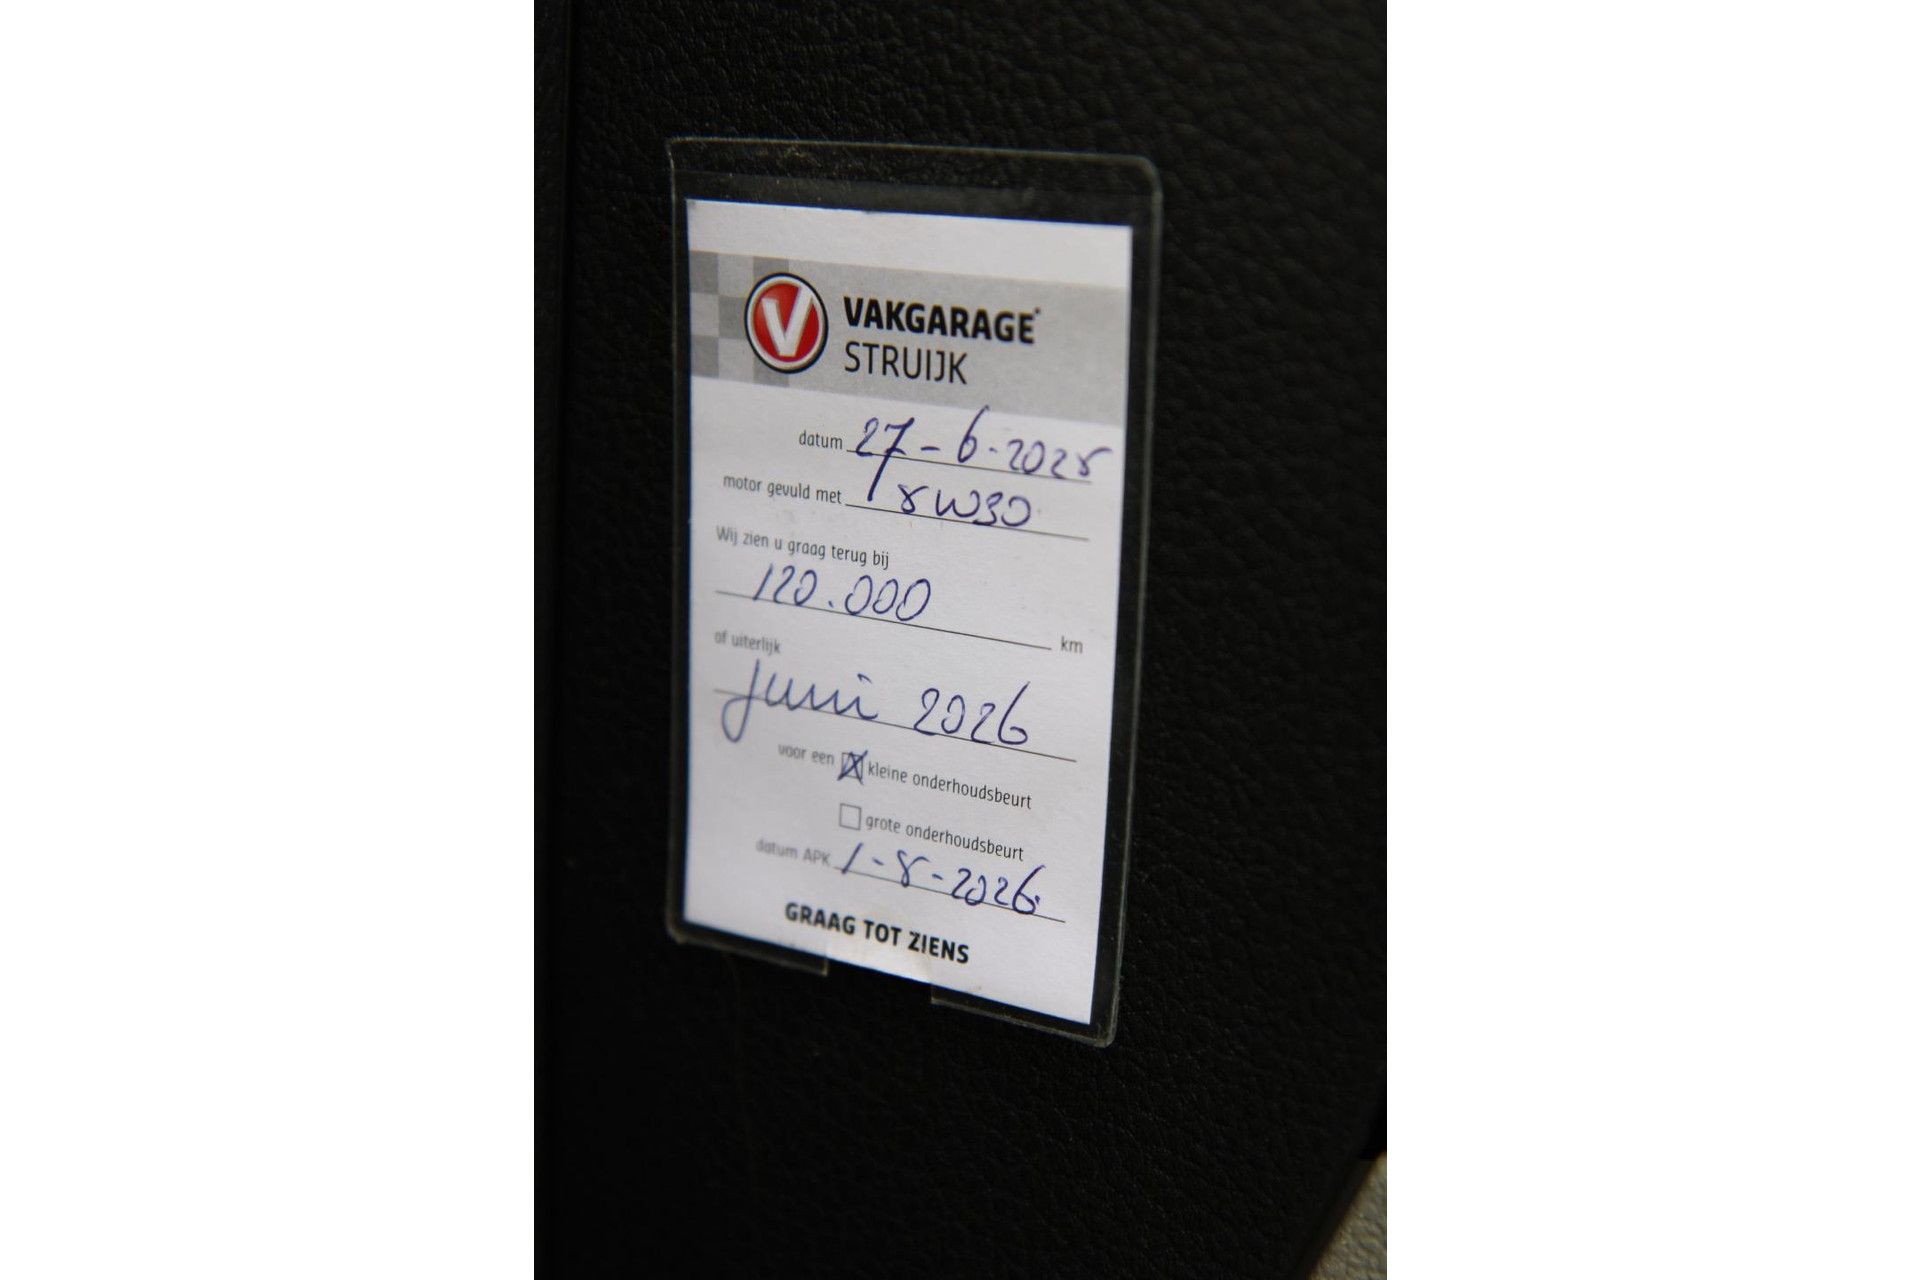 VAKGARAGE
STRUIJK
datum 27-6-2025
motor gevuld met 5W30
Wij zien u graag terug bij
120.000 km
of uiterlijk
juni 2026
voor een X kleine onderhoudsbeurt
grote onderhoudsbeurt
datum APK 1-8-2026
GRAAG TOT ZIENS